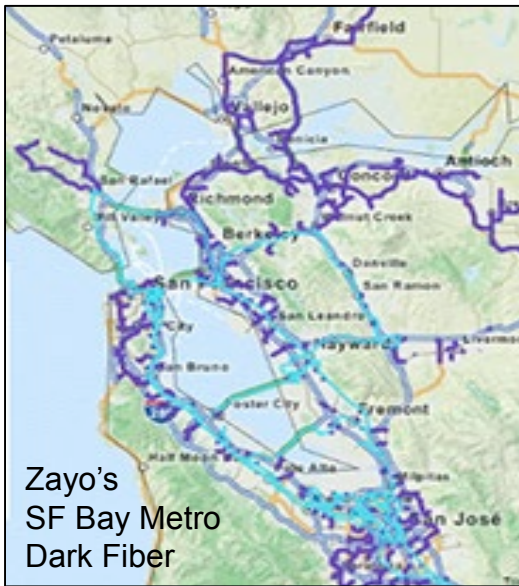 Petaluma
Fairfield
American Canyon
Novato
Vallejo
Benicia
Concord
Antioch
San Rafael
Richmond
Mill Valley
Walnut Creek
Berkeley
Danville
San Francisco
San Ramon
San Leandro
City
Hayward
Livermore
San Bruno
Foster City
Fremont
Half Moon
Palo Alto
Milpitas
San José
Zayo's
SF Bay Metro
Dark Fiber